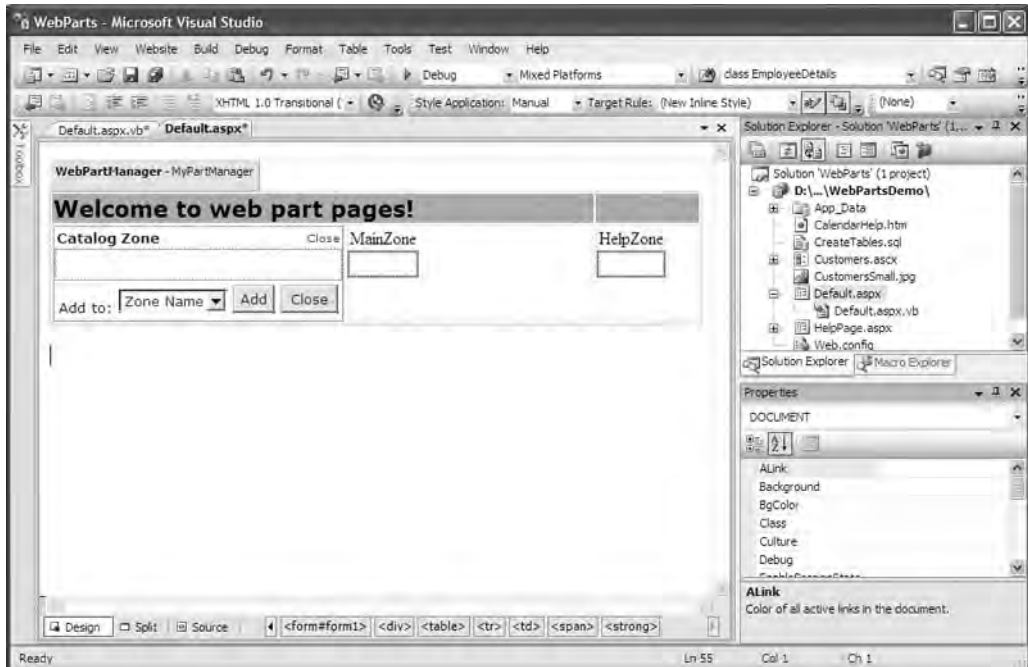 WebParts - Microsoft Visual Studio
File Edit View Website Build Debug Format Table Tools Test Window Help
Debug Mixed Platforms class EmployeeDetails
XHTML 1.0 Transitional ( Style Application: Manual Target Rule: (New Inline Style) (None)
Toolbox
Default.aspx.vb* Default.aspx*
WebPartManager - MyPartManager
Welcome to web part pages!
Catalog Zone Close MainZone HelpZone
Add to: Zone Name Add Close
Design Split Source <form#form1> <div> <table> <tr> <td> <span> <strong>
Solution Explorer - Solution 'WebParts' (1...
Solution 'WebParts' (1 project)
D:\...\WebPartsDemo\
App_Data
CalendarHelp.htm
CreateTables.sql
Customers.ascx
CustomersSmall.jpg
Default.aspx
Default.aspx.vb
HelpPage.aspx
Web.config
Solution Explorer Macro Explorer
Properties
DOCUMENT
ALink
Background
BgColor
Class
Culture
Debug
ALink
Color of all active links in the document.
Ready Ln 55 Col 1 Ch 1